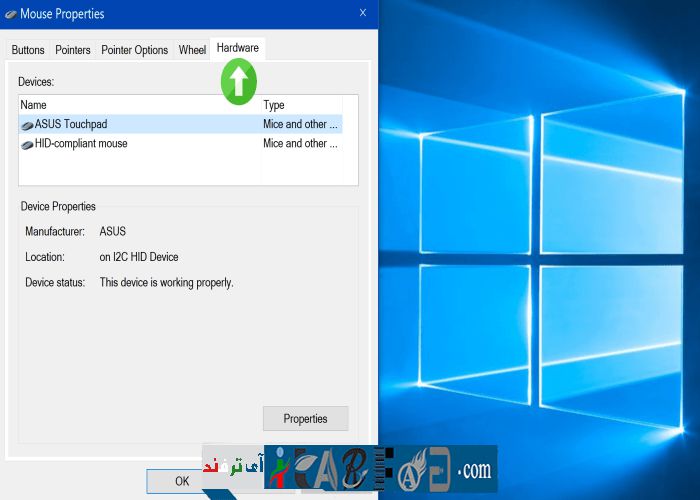 Mouse Properties
Buttons Pointers Pointer Options Wheel Hardware
Devices:
Name Type
ASUS Touchpad Mice and other ...
HID-compliant mouse Mice and other ...
Device Properties
Manufacturer: ASUS
Location: on I2C HID Device
Device status: This device is working properly.
Properties
OK
آی ترفند
.com